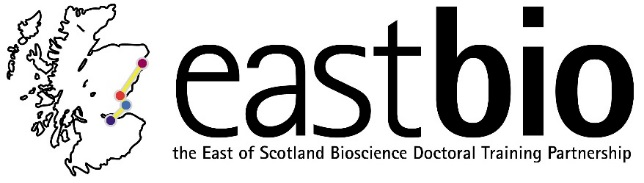 eastbio
the East of Scotland Bioscience Doctoral Training Partnership